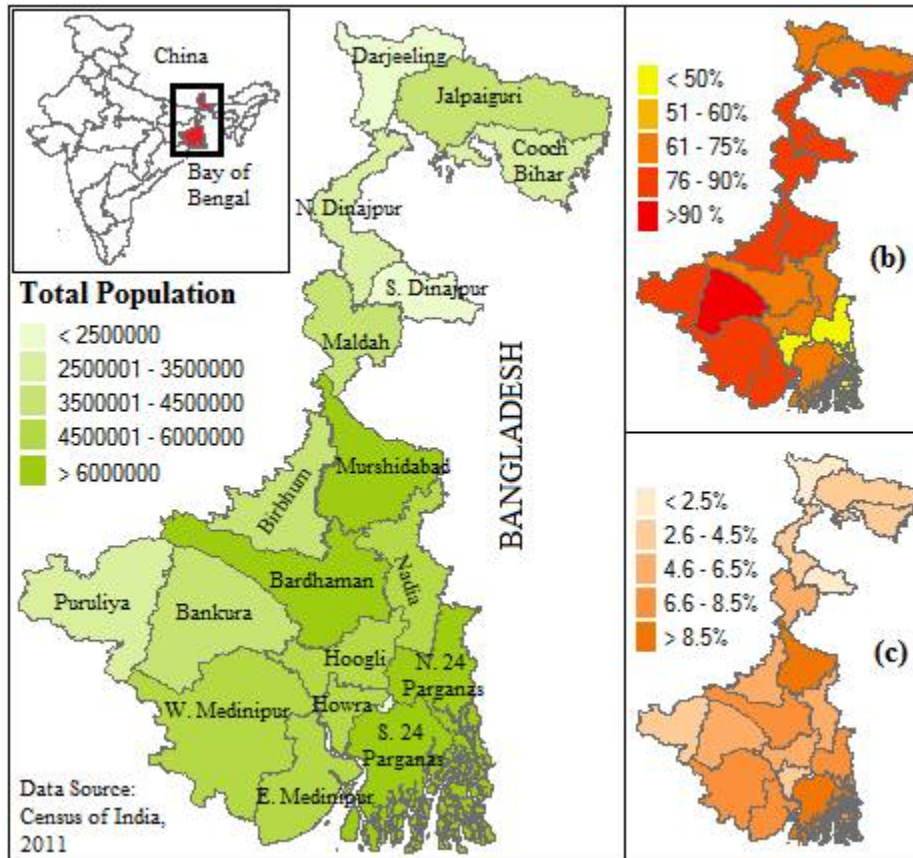 China
Bay of
Bengal
Total Population
< 2500000
2500001 - 3500000
3500001 - 4500000
4500001 - 6000000
> 6000000
Darjeeling
Jalpaiguri
Cooch
Bihar
N. Dinajpur
S. Dinajpur
Maldah
BANGLADESH
Murshidabad
Birbhum
Bardhaman
Nadia
Puruliya
Bankura
Hoogli
N. 24
Parganas
Howra
W. Medinipur
S. 24
Parganas
E. Medinipur
Data Source:
Census of India,
2011
< 50%
51 - 60%
61 - 75%
76 - 90%
>90 %
(b)
< 2.5%
2.6 - 4.5%
4.6 - 6.5%
6.6 - 8.5%
> 8.5%
(c)